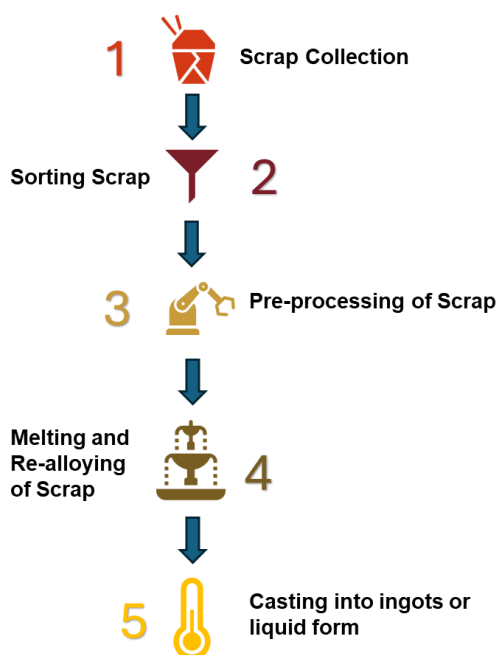 1
Scrap Collection
Sorting Scrap
2
3
Pre-processing of Scrap
Melting and
Re-alloying
of Scrap
4
5
Casting into ingots or
liquid form